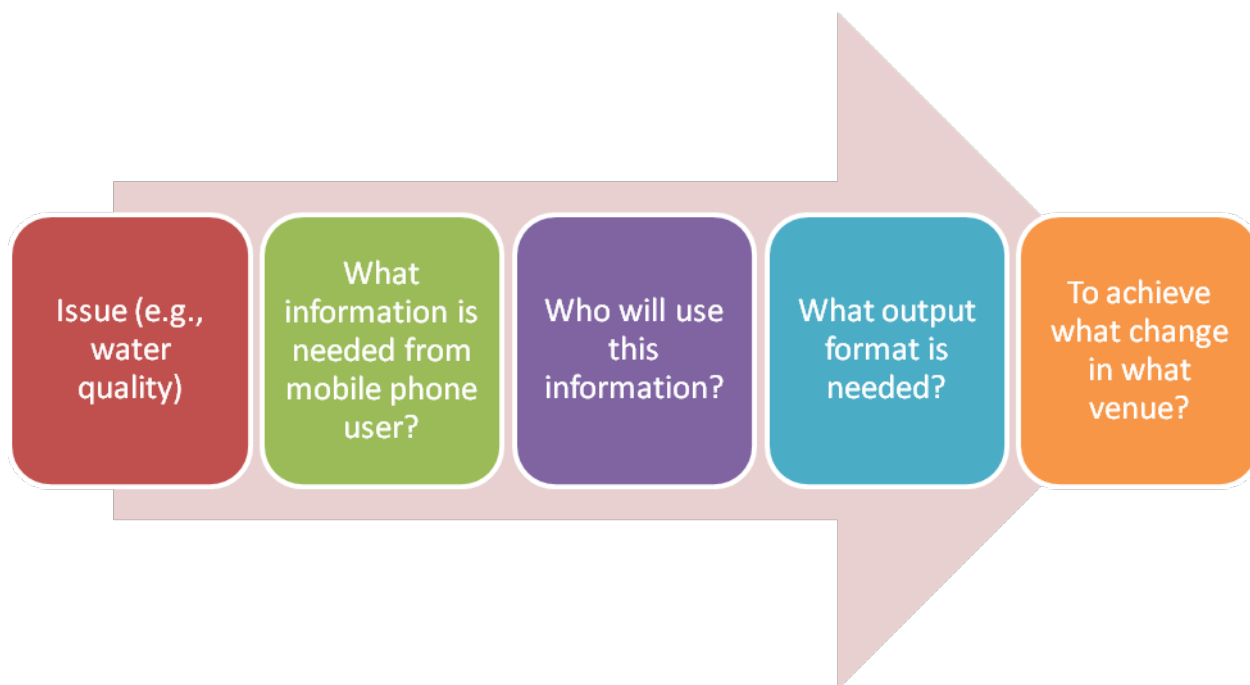 Issue (e.g.,
water
quality)
What
information is
needed from
mobile phone
user?
Who will use
this
information?
What output
format is
needed?
To achieve
what change
in what
venue?